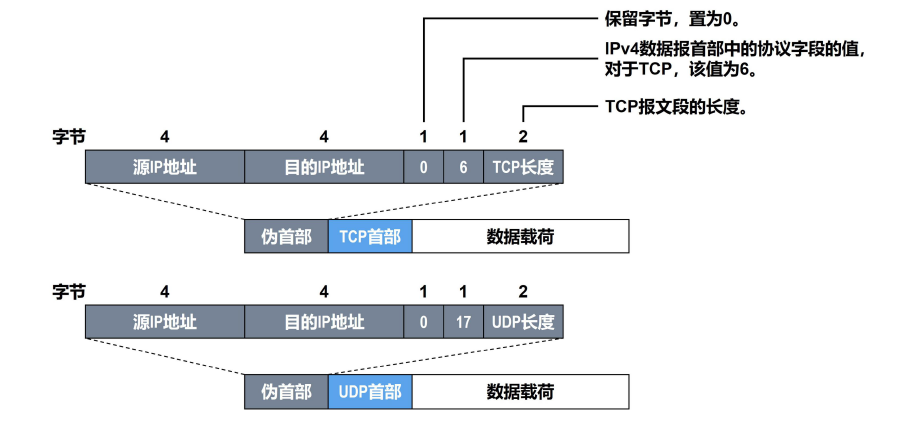 保留字节，置为0。
IPv4数据报首部中的协议字段的值，
对于TCP，该值为6。
TCP报文段的长度。
字节 4 4 1 1 2
源IP地址 目的IP地址 0 6 TCP长度
伪首部 TCP首部 数据载荷
字节 4 4 1 1 2
源IP地址 目的IP地址 0 17 UDP长度
伪首部 UDP首部 数据载荷